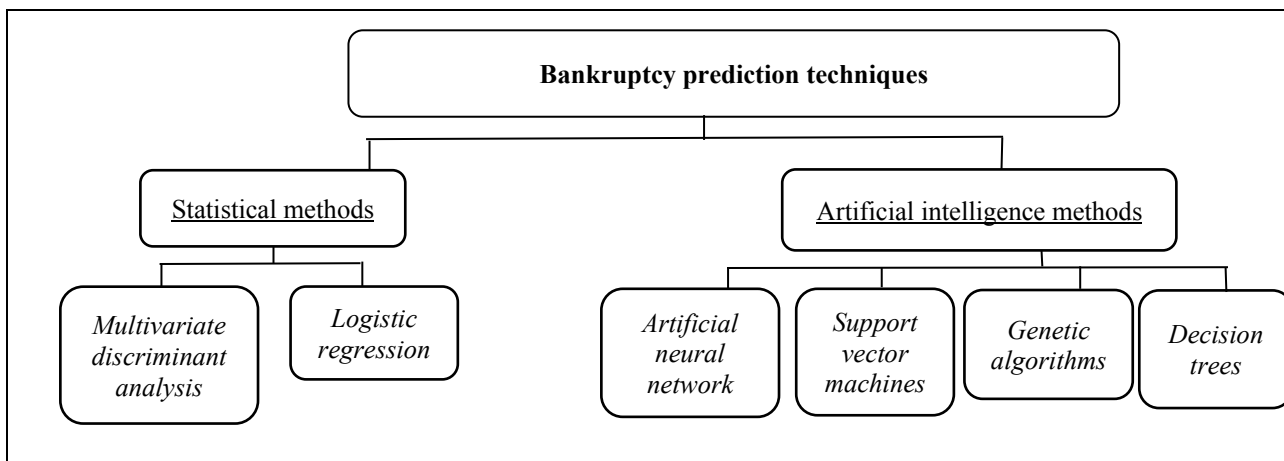 Bankruptcy prediction techniques
Statistical methods
Artificial intelligence methods
Multivariate
discriminant
analysis
Logistic
regression
Artificial
neural
network
Support
vector
machines
Genetic
algorithms
Decision
trees